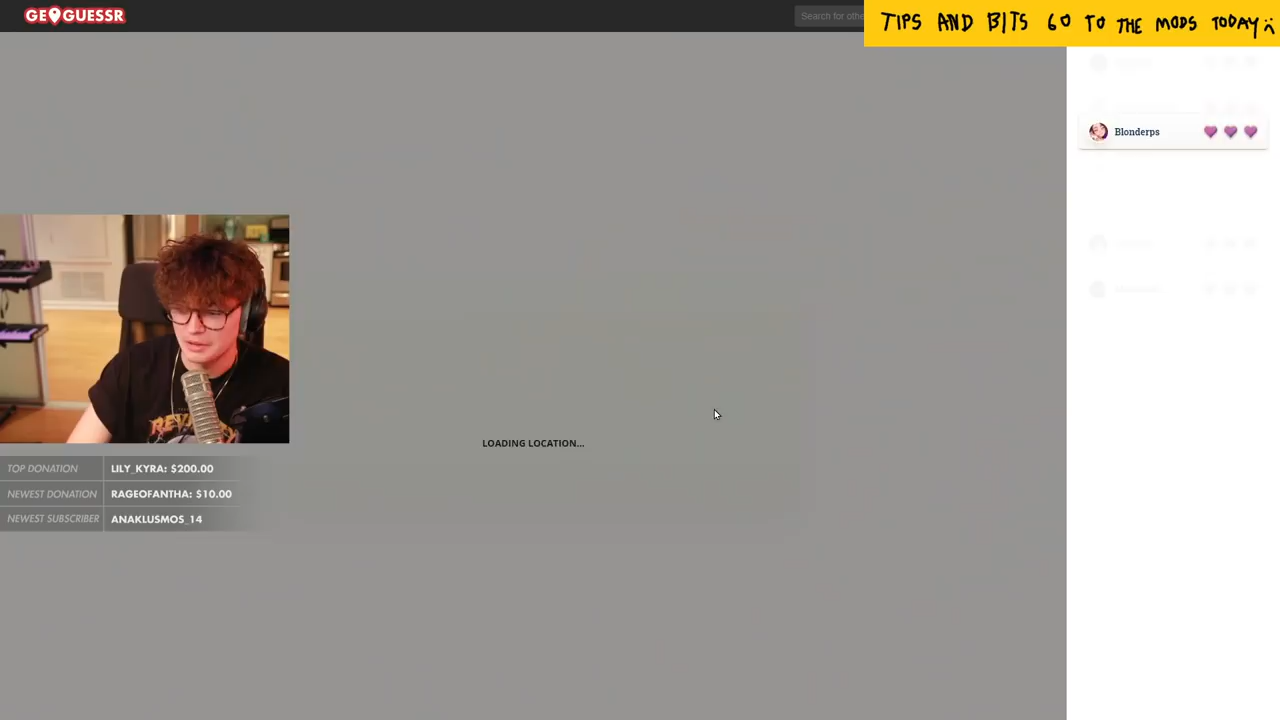 GEOGUESSR
Search for othe
TIPS AND BITS GO TO THE MODS TODAY
Blonderps
LOADING LOCATION...
TOP DONATION LILY_KYRA: $200.00
NEWEST DONATION RAGEOFANTHA: $10.00
NEWEST SUBSCRIBER ANAKLUSMOS_14